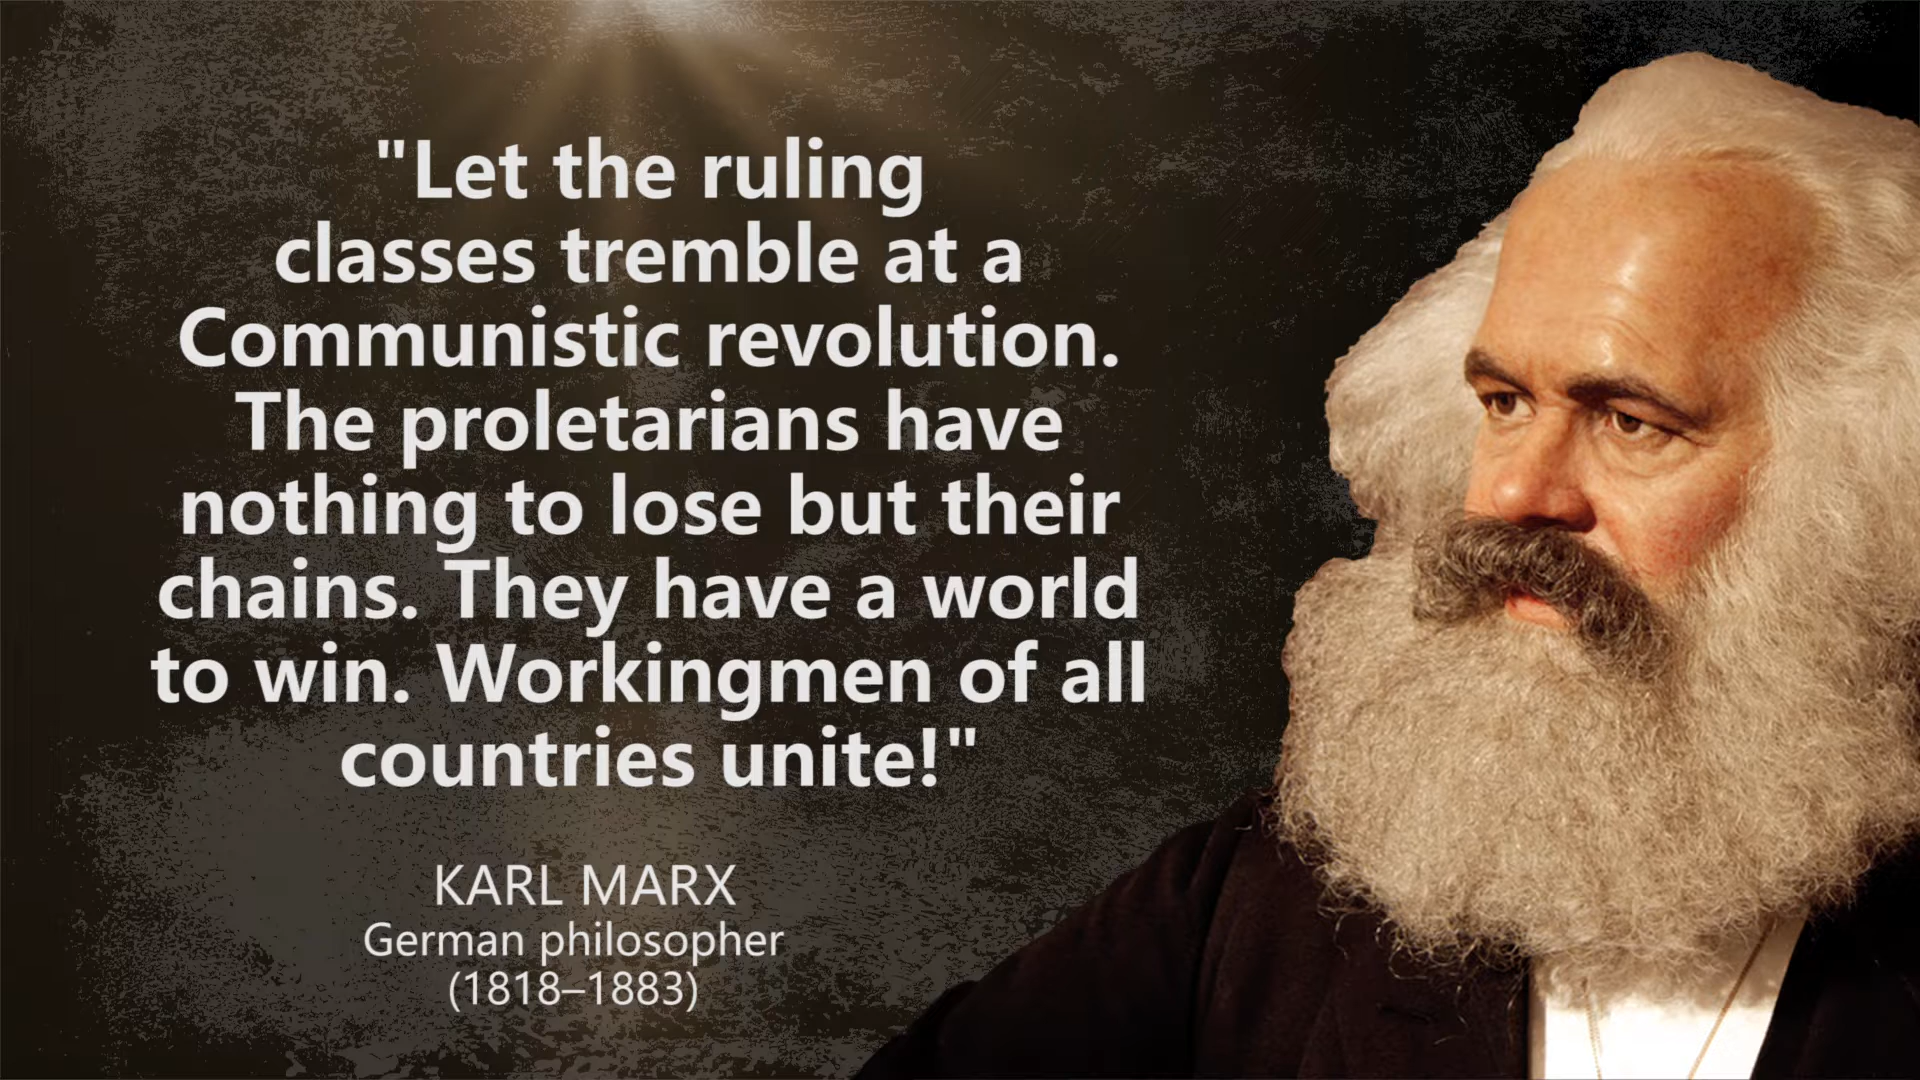 "Let the ruling
classes tremble at a
Communistic revolution.
The proletarians have
nothing to lose but their
chains. They have a world
to win. Workingmen of all
countries unite!"
KARL MARX
German philosopher
(1818–1883)